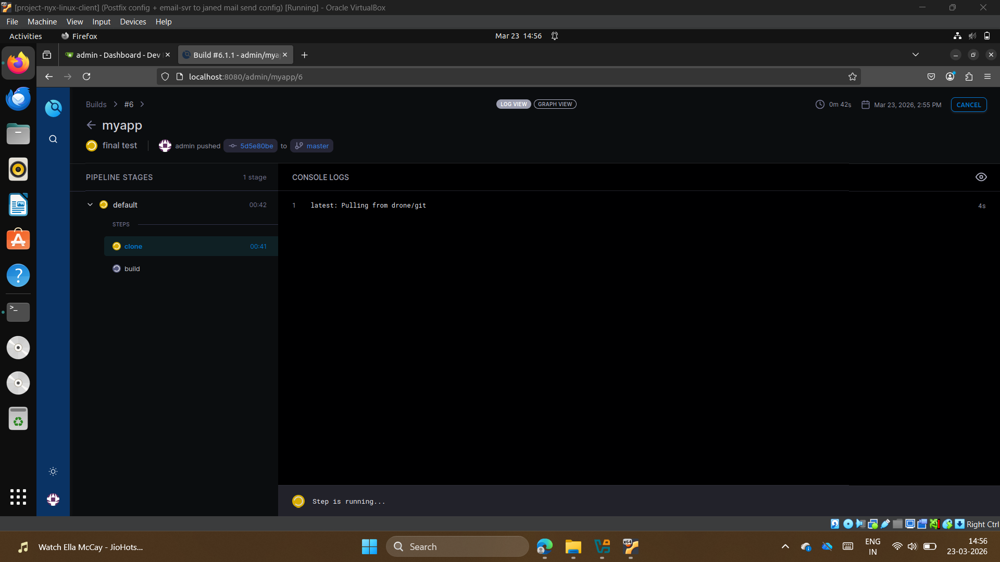 [project-nyx-linux-client] (Postfix config + email-svr to janed mail send config) [Running] - Oracle VirtualBox
File Machine View Input Devices Help
Activities Firefox Mar 23 14:56
admin - Dashboard - Dev Build #6.1.1 - admin/mya
localhost:8080/admin/myapp/6
Builds #6 LOG VIEW GRAPH VIEW 0m 42s Mar 23, 2026, 2:55 PM CANCEL
myapp
final test admin pushed 5d5e80be to master
PIPELINE STAGES 1 stage CONSOLE LOGS
default 00:42 1 latest: Pulling from drone/git 4s
STEPS
clone 00:41
build
Step is running...
Right Ctrl
Watch Ella McCay - JioHots... Search ENG 14:56
IN 23-03-2026